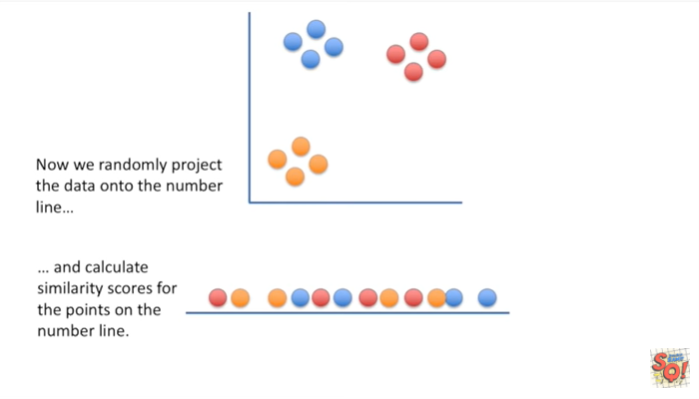 Now we randomly project
the data onto the number
line...
... and calculate
similarity scores for
the points on the
number line.
SQ!